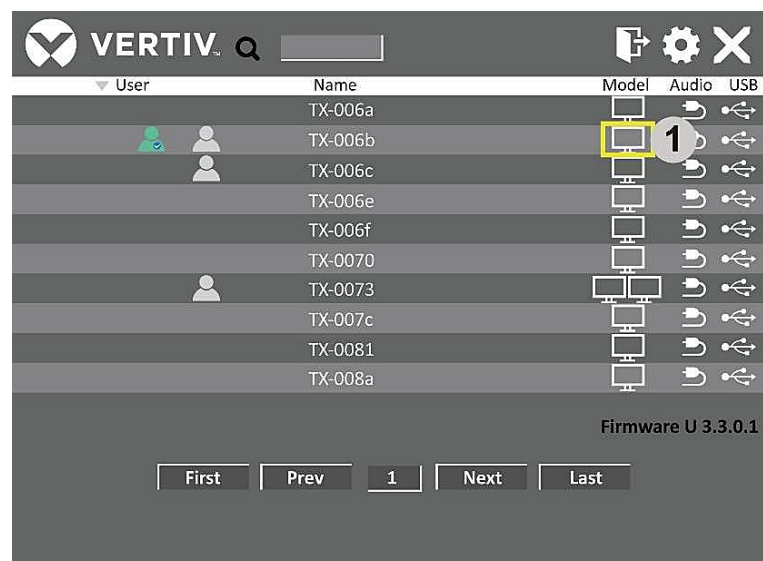 VERTIV™
User Name Model Audio USB
TX-006a
TX-006b 1
TX-006c
TX-006e
TX-006f
TX-0070
TX-0073
TX-007c
TX-0081
TX-008a
Firmware U 3.3.0.1
First Prev 1 Next Last